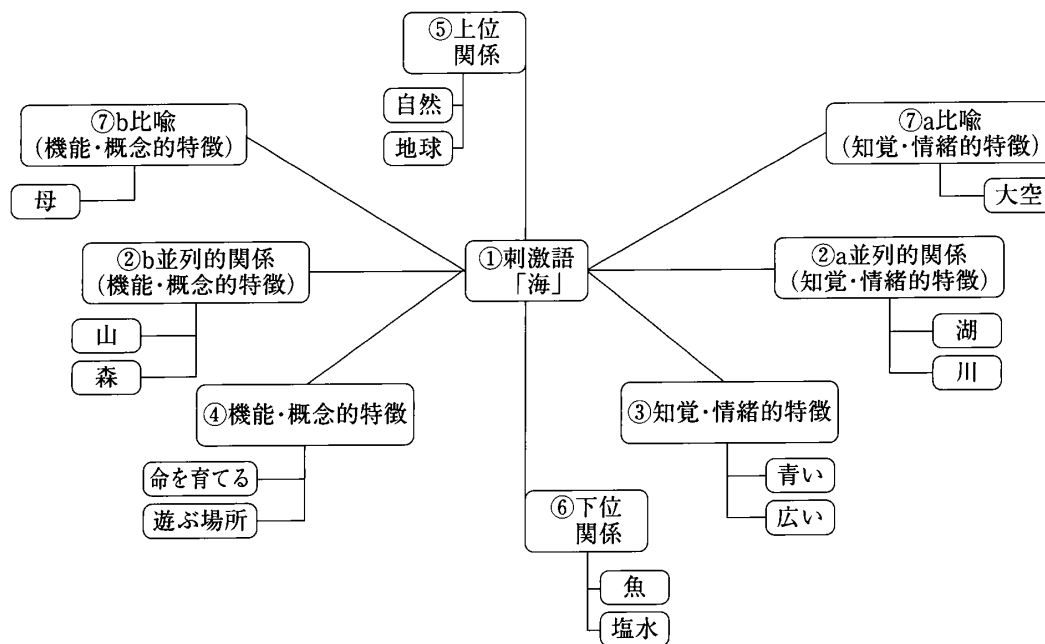 ⑤上位
関係
自然
地球
⑦b比喩
(機能・概念的特徴)
母
⑦a比喩
(知覚・情緒的特徴)
大空
①刺激語
「海」
②b並列的関係
(機能・概念的特徴)
山
森
②a並列的関係
(知覚・情緒的特徴)
湖
川
④機能・概念的特徴
命を育てる
遊ぶ場所
③知覚・情緒的特徴
青い
広い
⑥下位
関係
魚
塩水